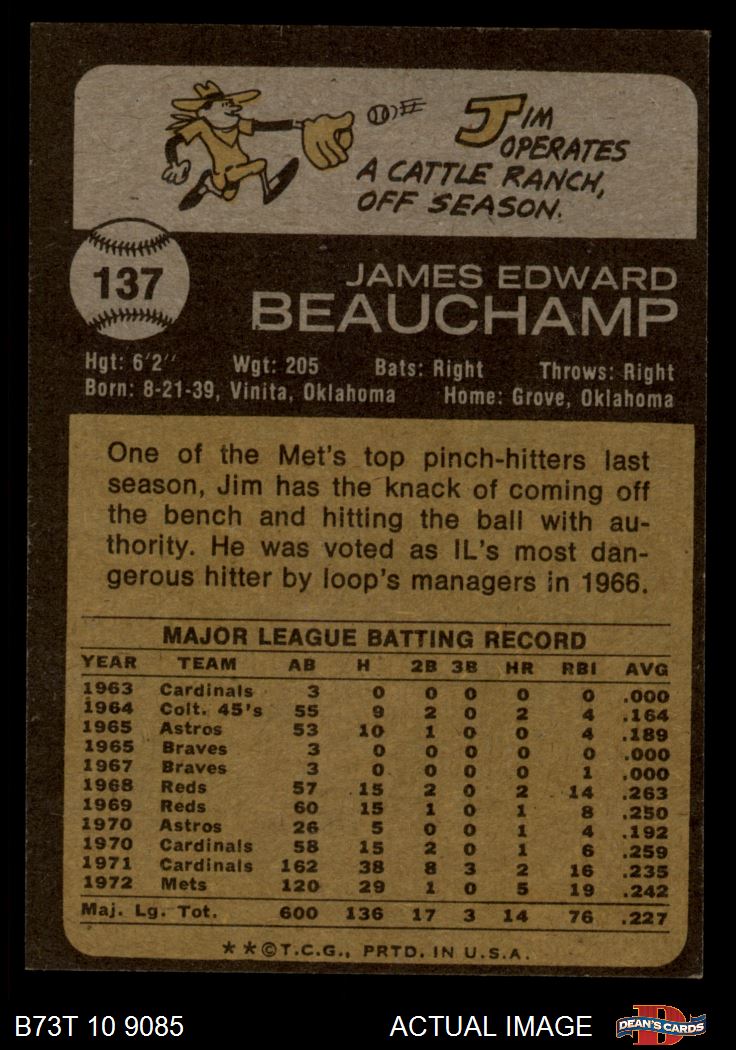 JIM
OPERATES
A CATTLE RANCH,
OFF SEASON.
137
JAMES EDWARD
BEAUCHAMP
Hgt: 6'2" Wgt: 205 Bats: Right Throws: Right
Born: 8-21-39, Vinita, Oklahoma Home: Grove, Oklahoma
One of the Met's top pinch-hitters last
season, Jim has the knack of coming off
the bench and hitting the ball with au-
thority. He was voted as IL's most dan-
gerous hitter by loop's managers in 1966.
MAJOR LEAGUE BATTING RECORD
YEAR TEAM AB H 2B 3B HR RBI AVG
1963 Cardinals 3 0 0 0 0 0 .000
1964 Colt. 45's 55 9 2 0 2 4 .164
1965 Astros 53 10 1 0 0 4 .189
1965 Braves 3 0 0 0 0 0 .000
1967 Braves 3 0 0 0 0 1 .000
1968 Reds 57 15 2 0 2 14 .263
1969 Reds 60 15 1 0 1 8 .250
1970 Astros 26 5 0 0 1 4 .192
1970 Cardinals 58 15 2 0 1 6 .259
1971 Cardinals 162 38 8 3 2 16 .235
1972 Mets 120 29 1 0 5 19 .242
Maj. Lg. Tot. 600 136 17 3 14 76 .227
**©T.C.G., PRTD. IN U.S.A.
B73T 10 9085 ACTUAL IMAGE D DEAN'S CARDS